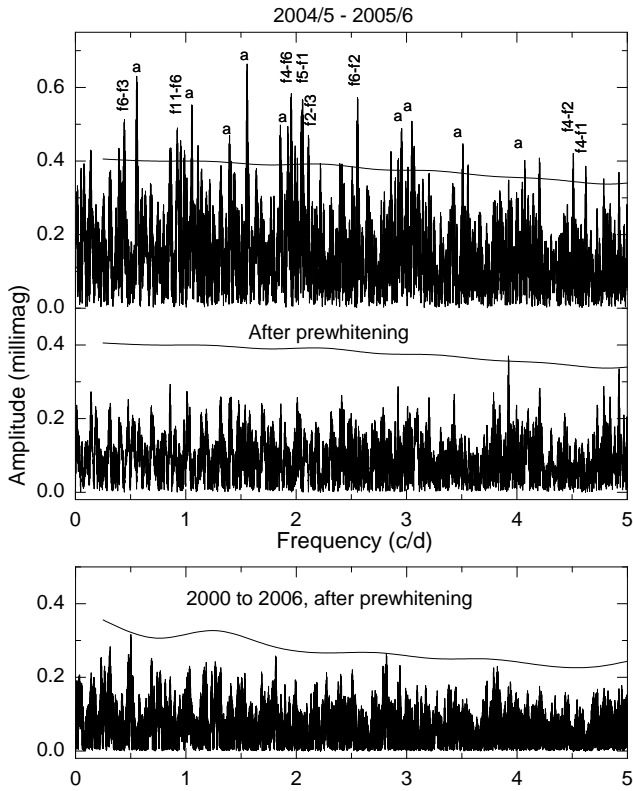 2004/5 - 2005/6
0.6
0.4
0.2
0.0
f6-f3
a
f11-f6
a
a
a
a
f4-f6
f5-f1
f2-f3
f6-f2
a
a
a
a
f4-f2
f4-f1
After prewhitening
0.4
0.2
0.0
Amplitude (millimag)
0 1 2 3 4 5
Frequency (c/d)
2000 to 2006, after prewhitening
0.4
0.2
0.0
0 1 2 3 4 5